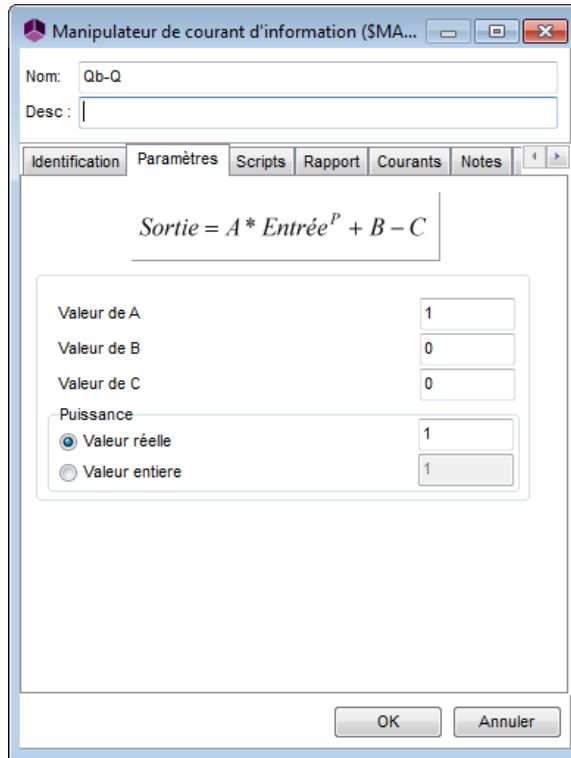 Manipulateur de courant d'information ($MA...
Nom: Qb-Q
Desc :
Identification Paramètres Scripts Rapport Courants Notes
Sortie = A * Entrée^P + B − C
Valeur de A 1
Valeur de B 0
Valeur de C 0
Puissance
Valeur réelle 1
Valeur entiere 1
OK Annuler